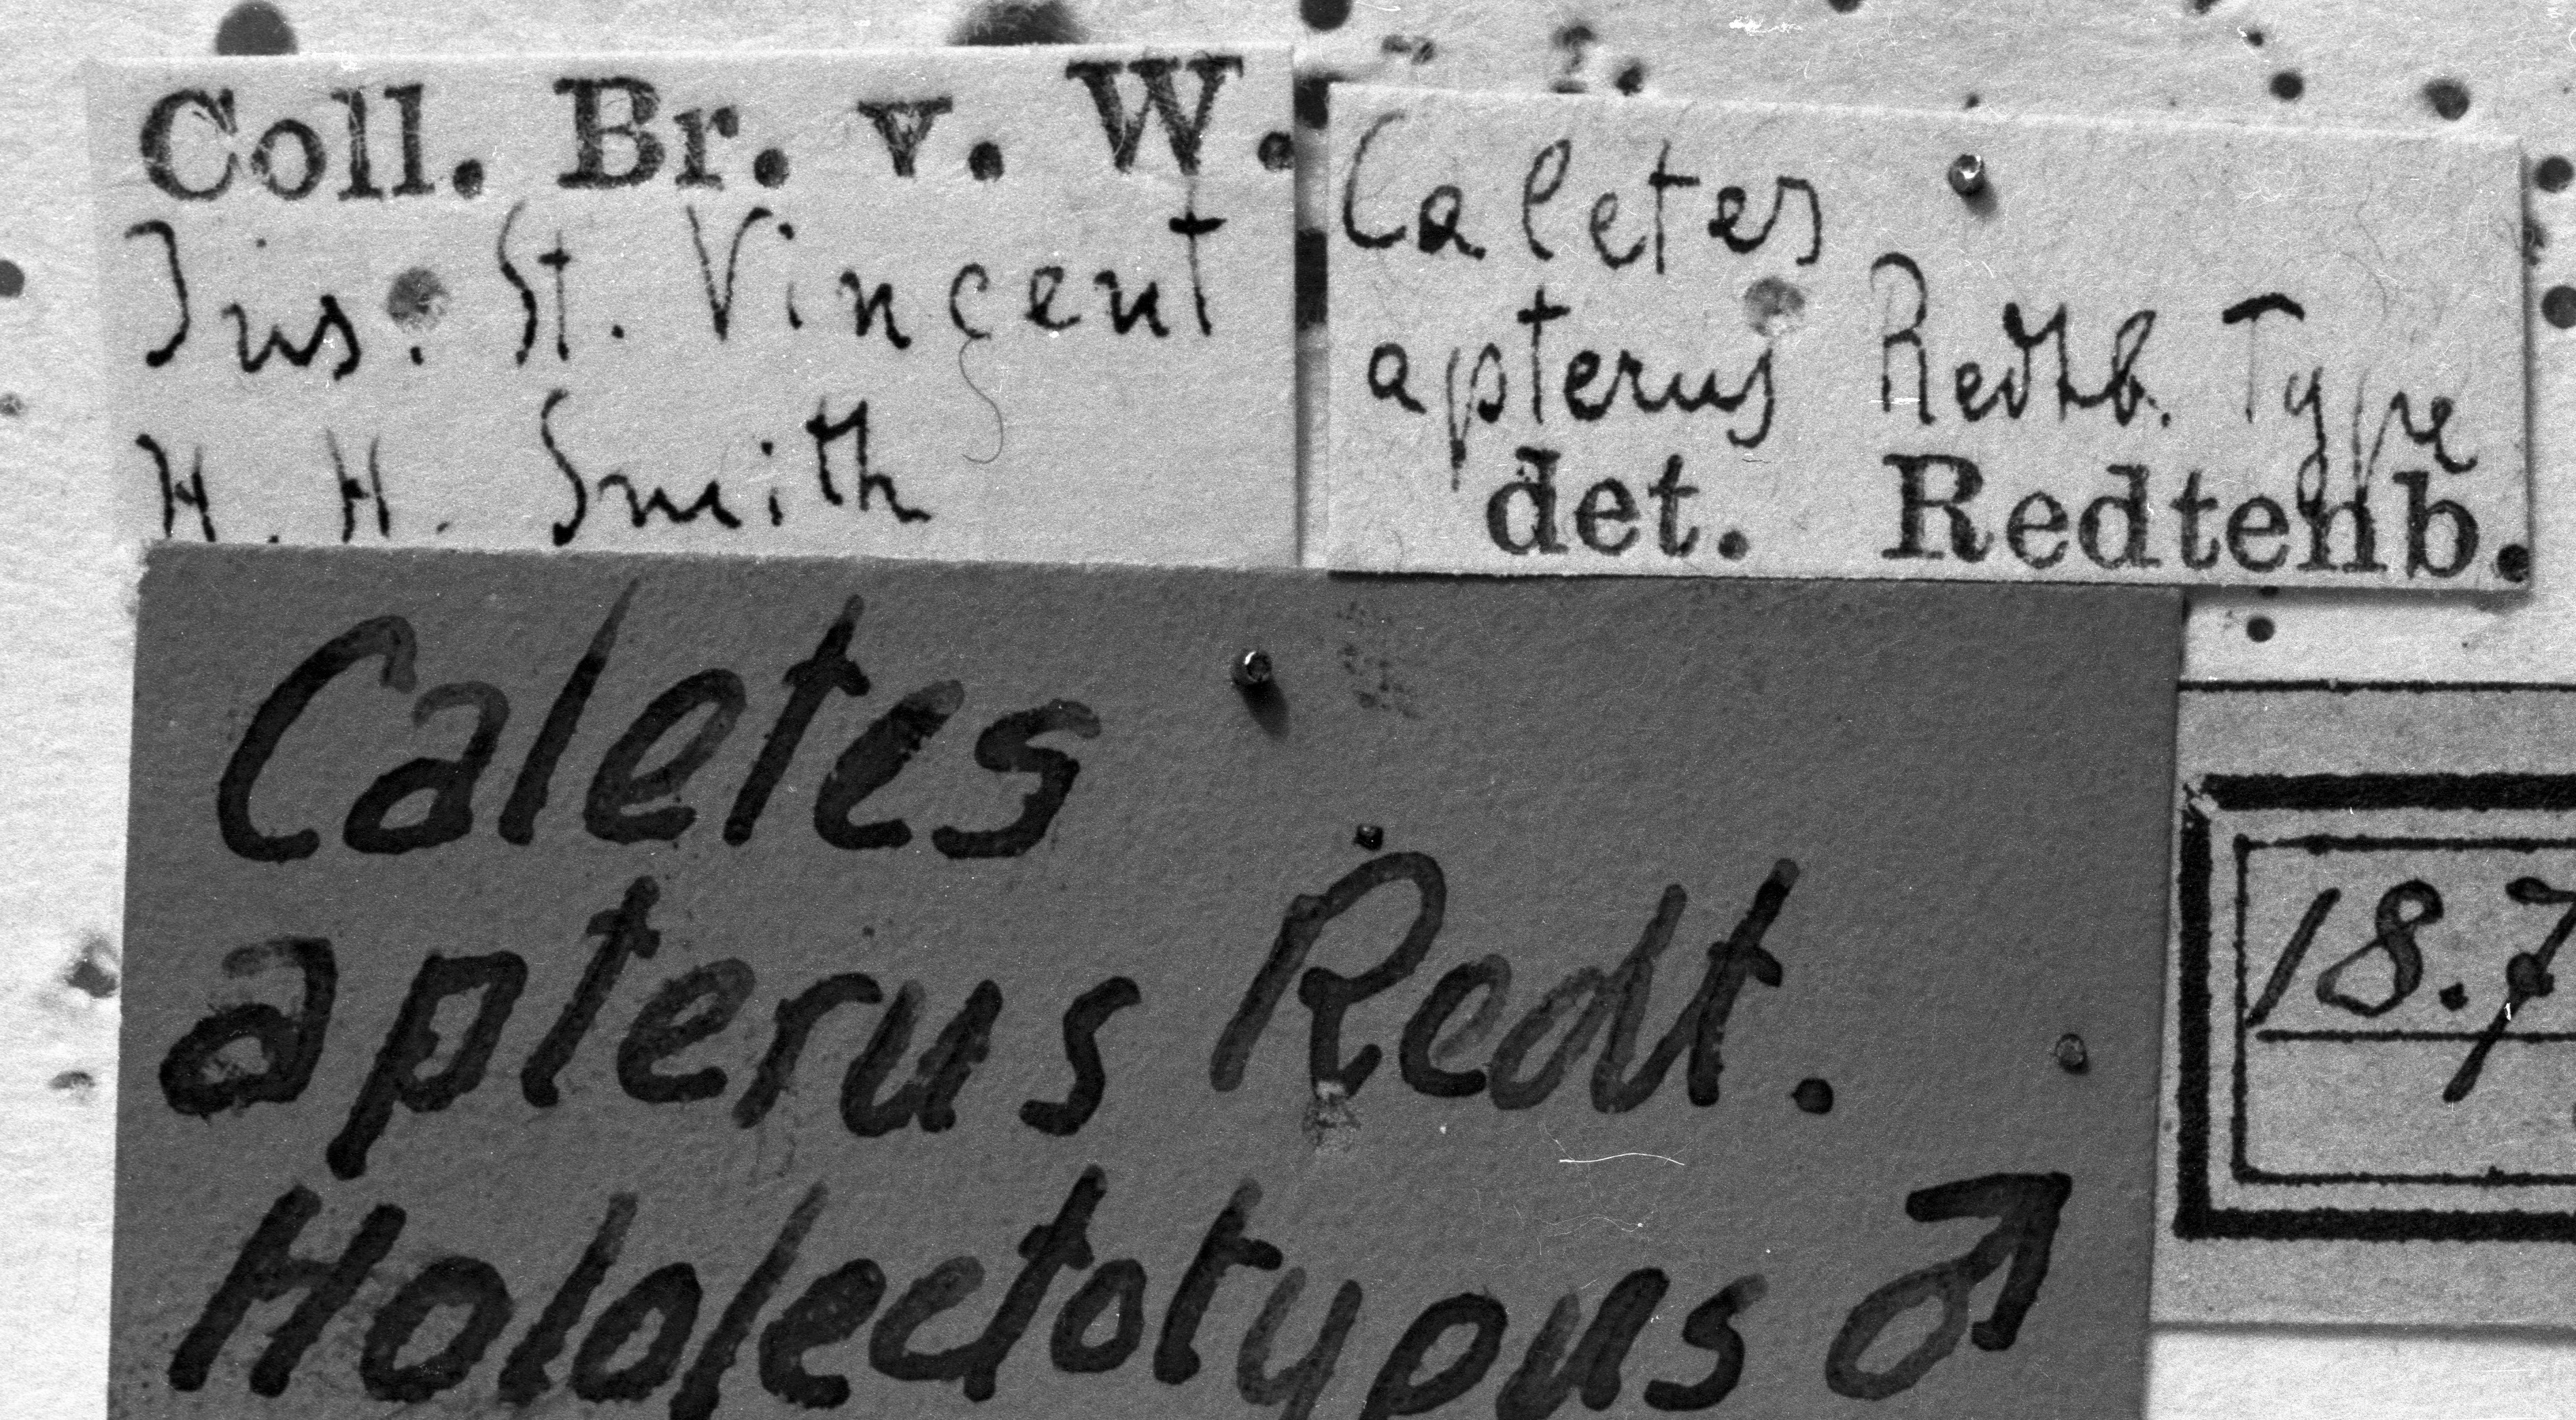 Coll. Br. v. W.
Ins. St. Vincent
H. H. Smith
Caletes
apterus Redtb. Type
det. Redtenb.
Caletes
apterus Redt.
Hololectotypus ♂
18.7